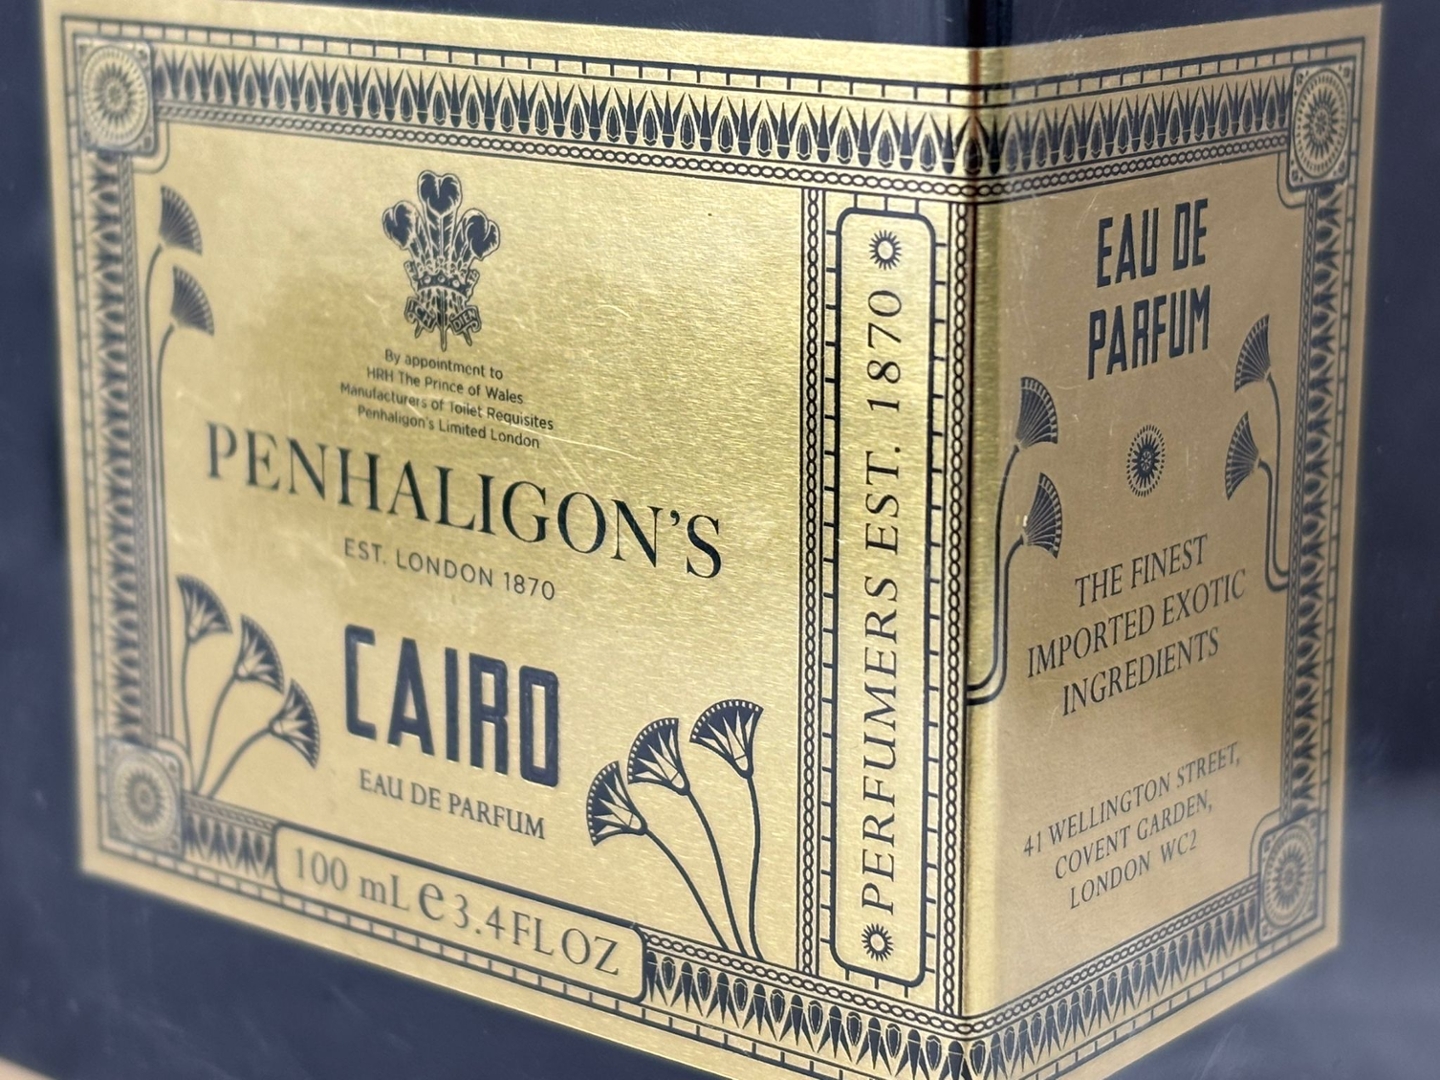 DIEN
By appointment to
HRH The Prince of Wales
Manufacturers of Toilet Requisites
Penhaligon's Limited London
PENHALIGON'S
EST. LONDON 1870
CAIRO
EAU DE PARFUM
100 mL e 3.4 FL OZ
PERFUMERS EST. 1870
EAU DE
PARFUM
THE FINEST
IMPORTED EXOTIC
INGREDIENTS
41 WELLINGTON STREET,
COVENT GARDEN,
LONDON WC2